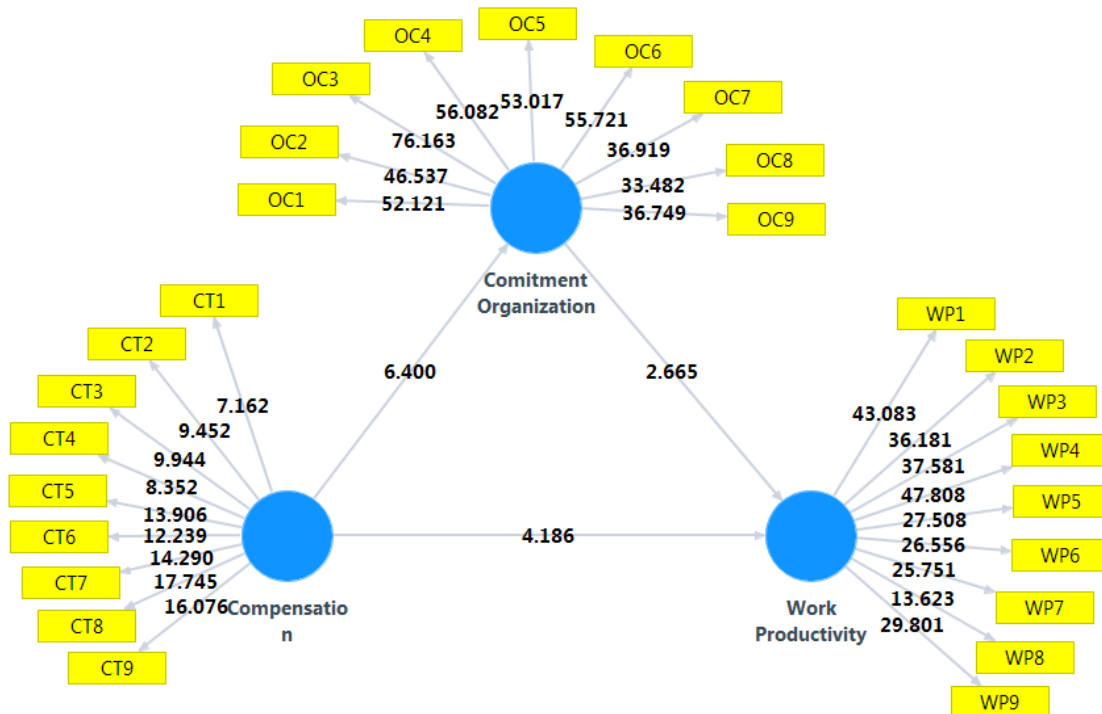 OC5
OC4
OC6
OC3
OC7
OC2
OC8
OC1
OC9
56.082
53.017
55.721
76.163
36.919
46.537
33.482
52.121
36.749
Comitment
Organization
CT1
CT2
CT3
CT4
CT5
CT6
CT7
CT8
CT9
7.162
9.452
9.944
8.352
13.906
12.239
14.290
17.745
16.076
Compensatio
n
6.400
2.665
4.186
WP1
WP2
WP3
WP4
WP5
WP6
WP7
WP8
WP9
43.083
36.181
37.581
47.808
27.508
26.556
25.751
13.623
29.801
Work
Productivity